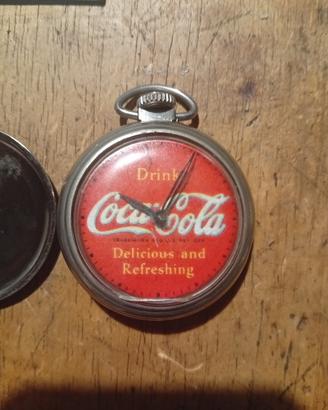 Drink
Coca-Cola
Delicious and
Refreshing